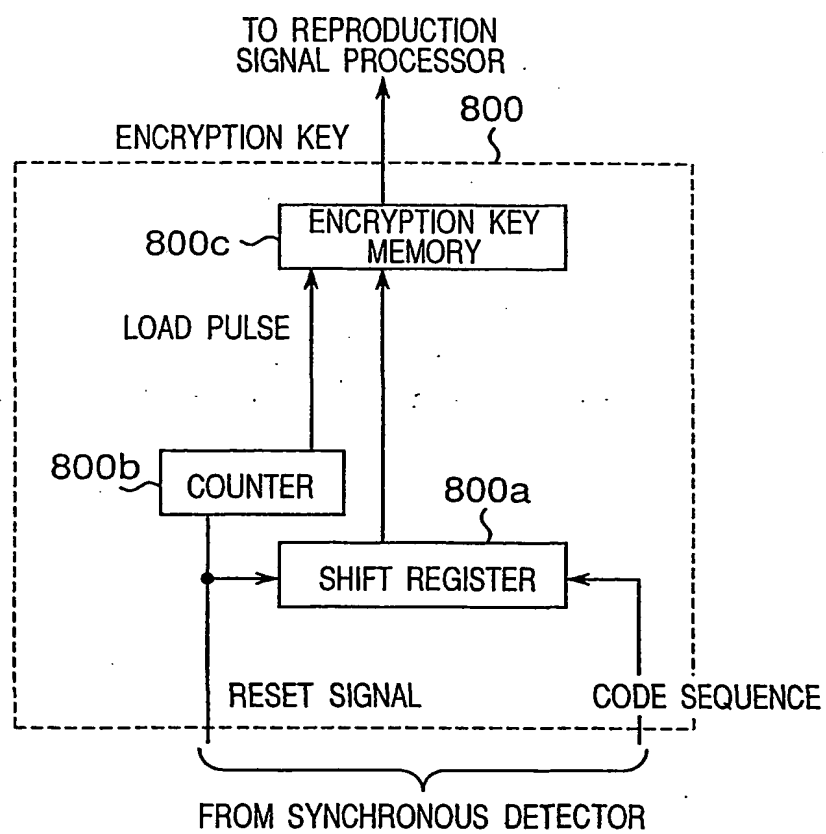 TO REPRODUCTION
SIGNAL PROCESSOR
800
ENCRYPTION KEY
ENCRYPTION KEY
MEMORY
800c
LOAD PULSE
800b
COUNTER
800a
SHIFT REGISTER
RESET SIGNAL
CODE SEQUENCE
FROM SYNCHRONOUS DETECTOR